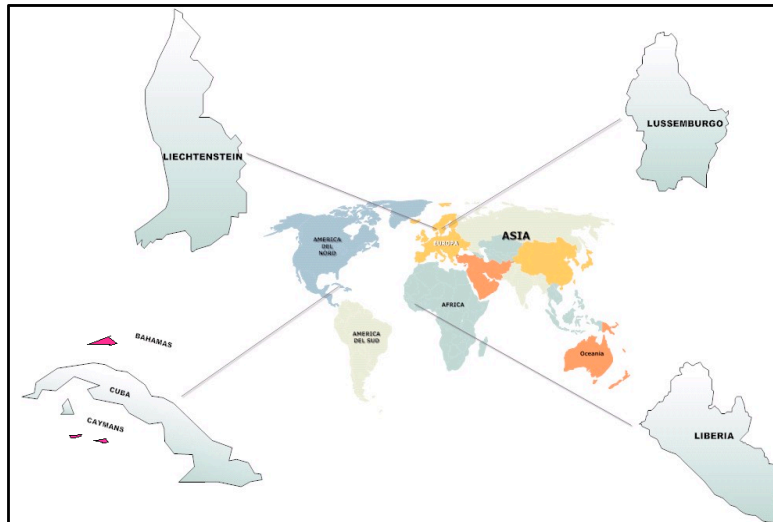 LIECHTENSTEIN
LUSSEMBURGO
AMERICA
DEL
NORD
EUROPA
ASIA
AFRICA
AMERICA
DEL SUD
Oceania
BAHAMAS
CUBA
CAYMANS
LIBERIA